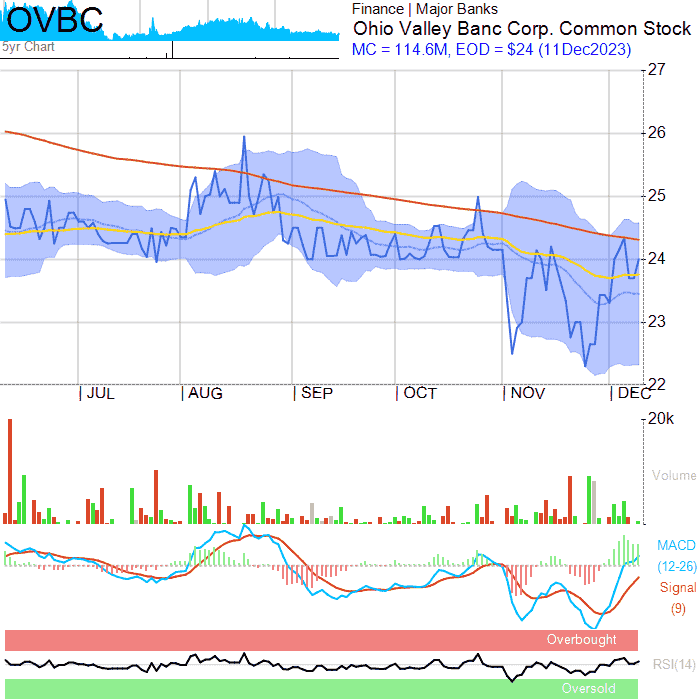 OVBC
5yr Chart
Finance | Major Banks
Ohio Valley Banc Corp. Common Stock
MC = 114.6M, EOD = $24 (11Dec2023)
27
26
25
24
23
22
JUL
AUG
SEP
OCT
NOV
DEC
20k
Volume
MACD
(12-26)
Signal
(9)
Overbought
RSI(14)
Oversold